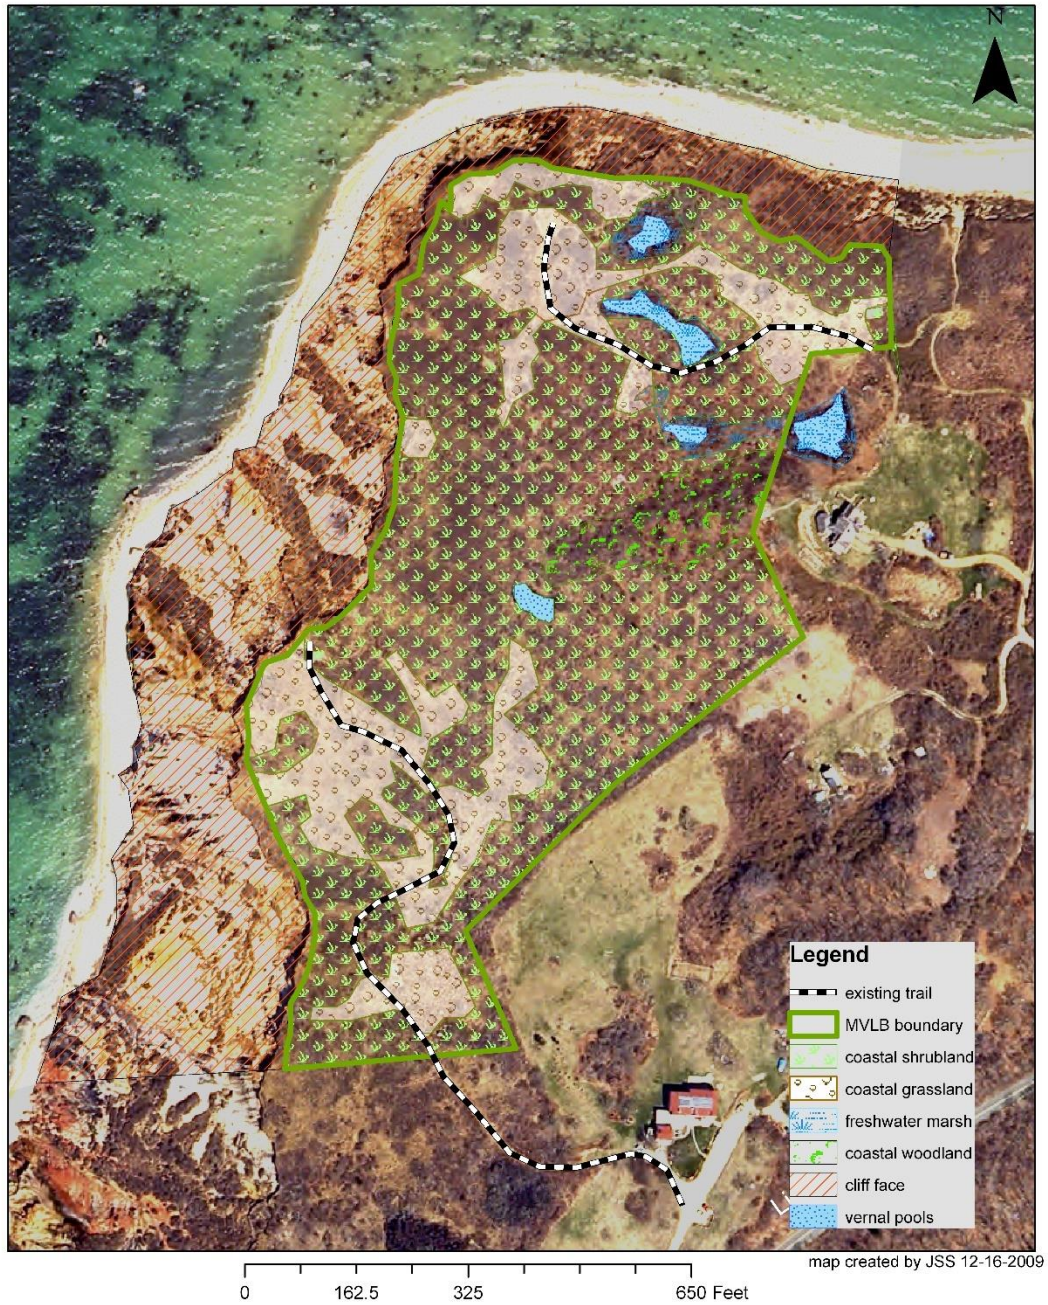 N
Legend
existing trail
MVLB boundary
coastal shrubland
coastal grassland
freshwater marsh
coastal woodland
cliff face
vernal pools
map created by JSS 12-16-2009
0 162.5 325 650 Feet